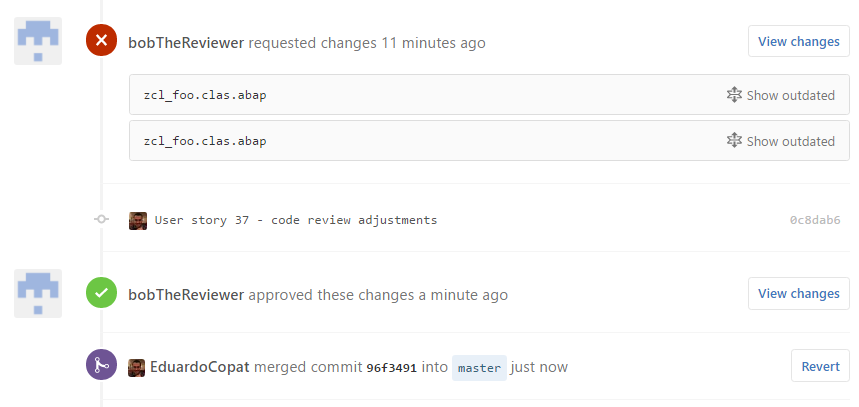 bobTheReviewer requested changes 11 minutes ago View changes
zcl_foo.clas.abap Show outdated
zcl_foo.clas.abap Show outdated
User story 37 - code review adjustments 0c8dab6
bobTheReviewer approved these changes a minute ago View changes
EduardoCopat merged commit 96f3491 into master just now Revert